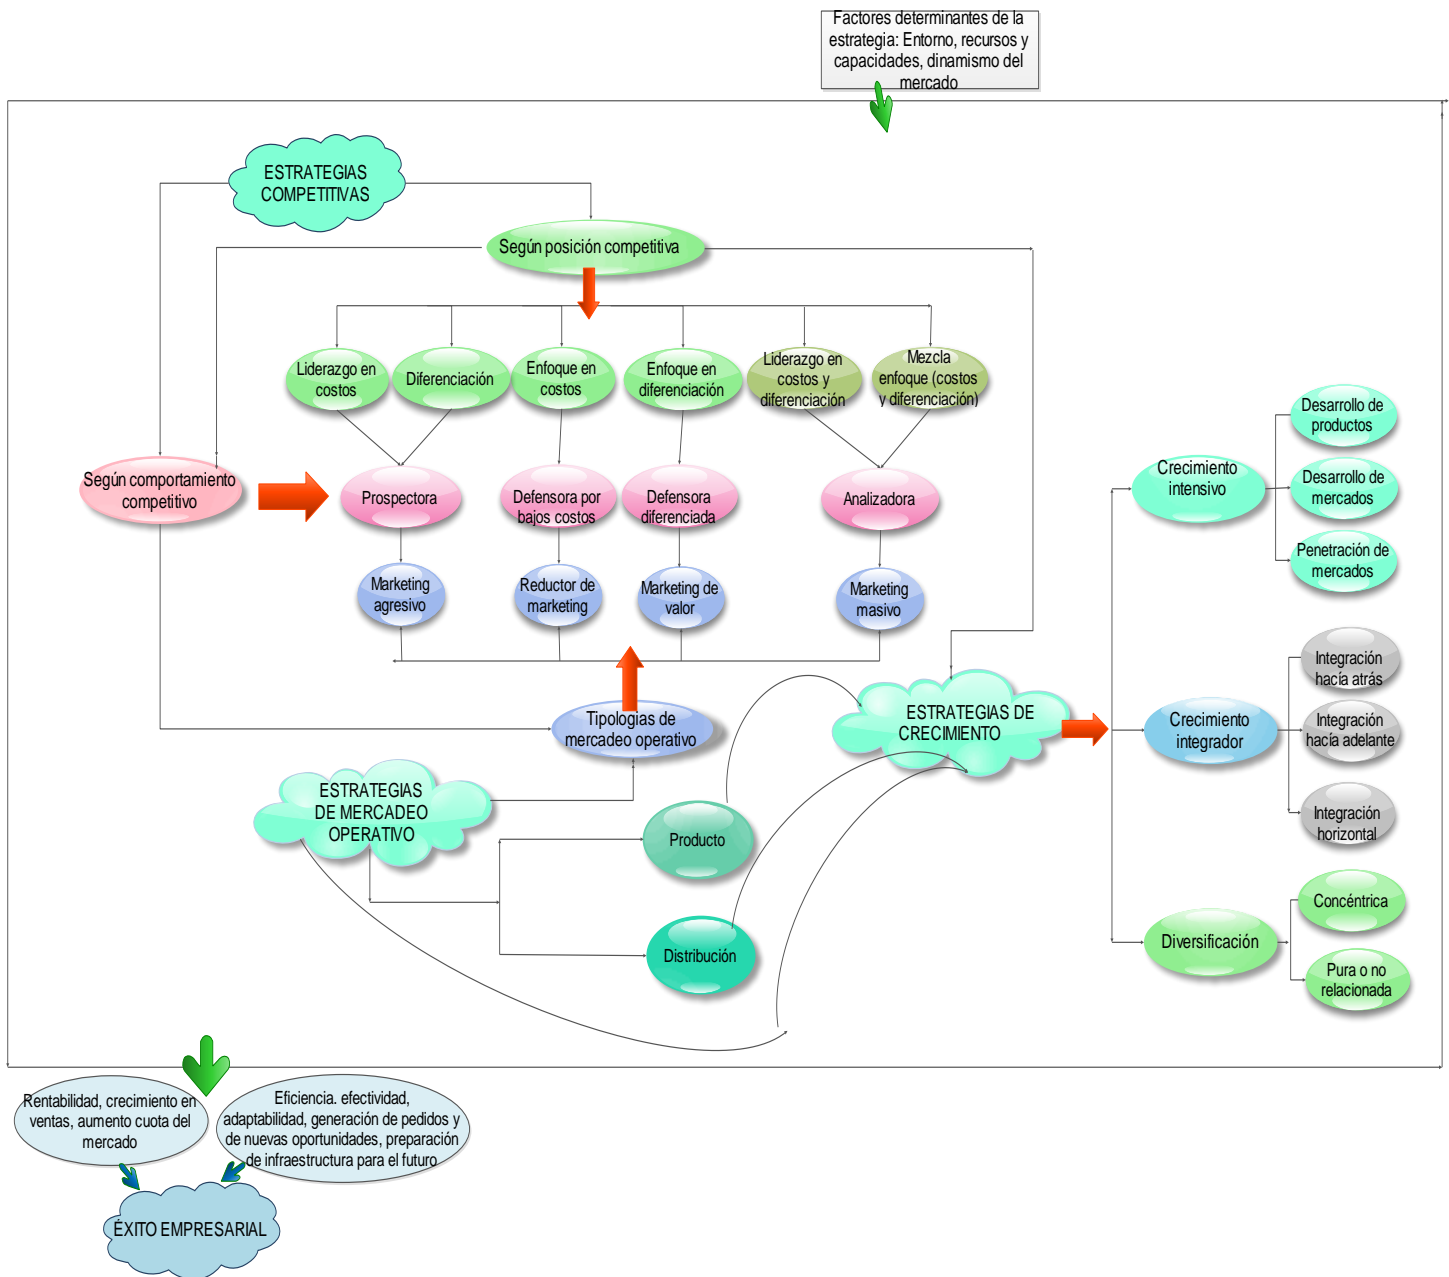 Factores determinantes de la
estrategia: Entorno, recursos y
capacidades, dinamismo del
mercado
ESTRATEGIAS
COMPETITIVAS
Según posición competitiva
Liderazgo en
costos
Diferenciación
Enfoque en
costos
Enfoque en
diferenciación
Liderazgo en
costos y
diferenciación
Mezcla
enfoque (costos
y diferenciación)
Según comportamiento
competitivo
Prospectora
Defensora por
bajos costos
Defensora
diferenciada
Analizadora
Marketing
agresivo
Reductor de
marketing
Marketing de
valor
Marketing
masivo
Tipologías de
mercadeo operativo
ESTRATEGIAS
DE MERCADEO
OPERATIVO
Producto
Distribución
ESTRATEGIAS DE
CRECIMIENTO
Crecimiento
intensivo
Desarrollo de
productos
Desarrollo de
mercados
Penetración de
mercados
Crecimiento
integrador
Integración
hacía atrás
Integración
hacía adelante
Integración
horizontal
Diversificación
Concéntrica
Pura o no
relacionada
Rentabilidad, crecimiento en
ventas, aumento cuota del
mercado
Eficiencia. efectividad,
adaptabilidad, generación de pedidos y
de nuevas oportunidades, preparación
de infraestructura para el futuro
ÉXITO EMPRESARIAL